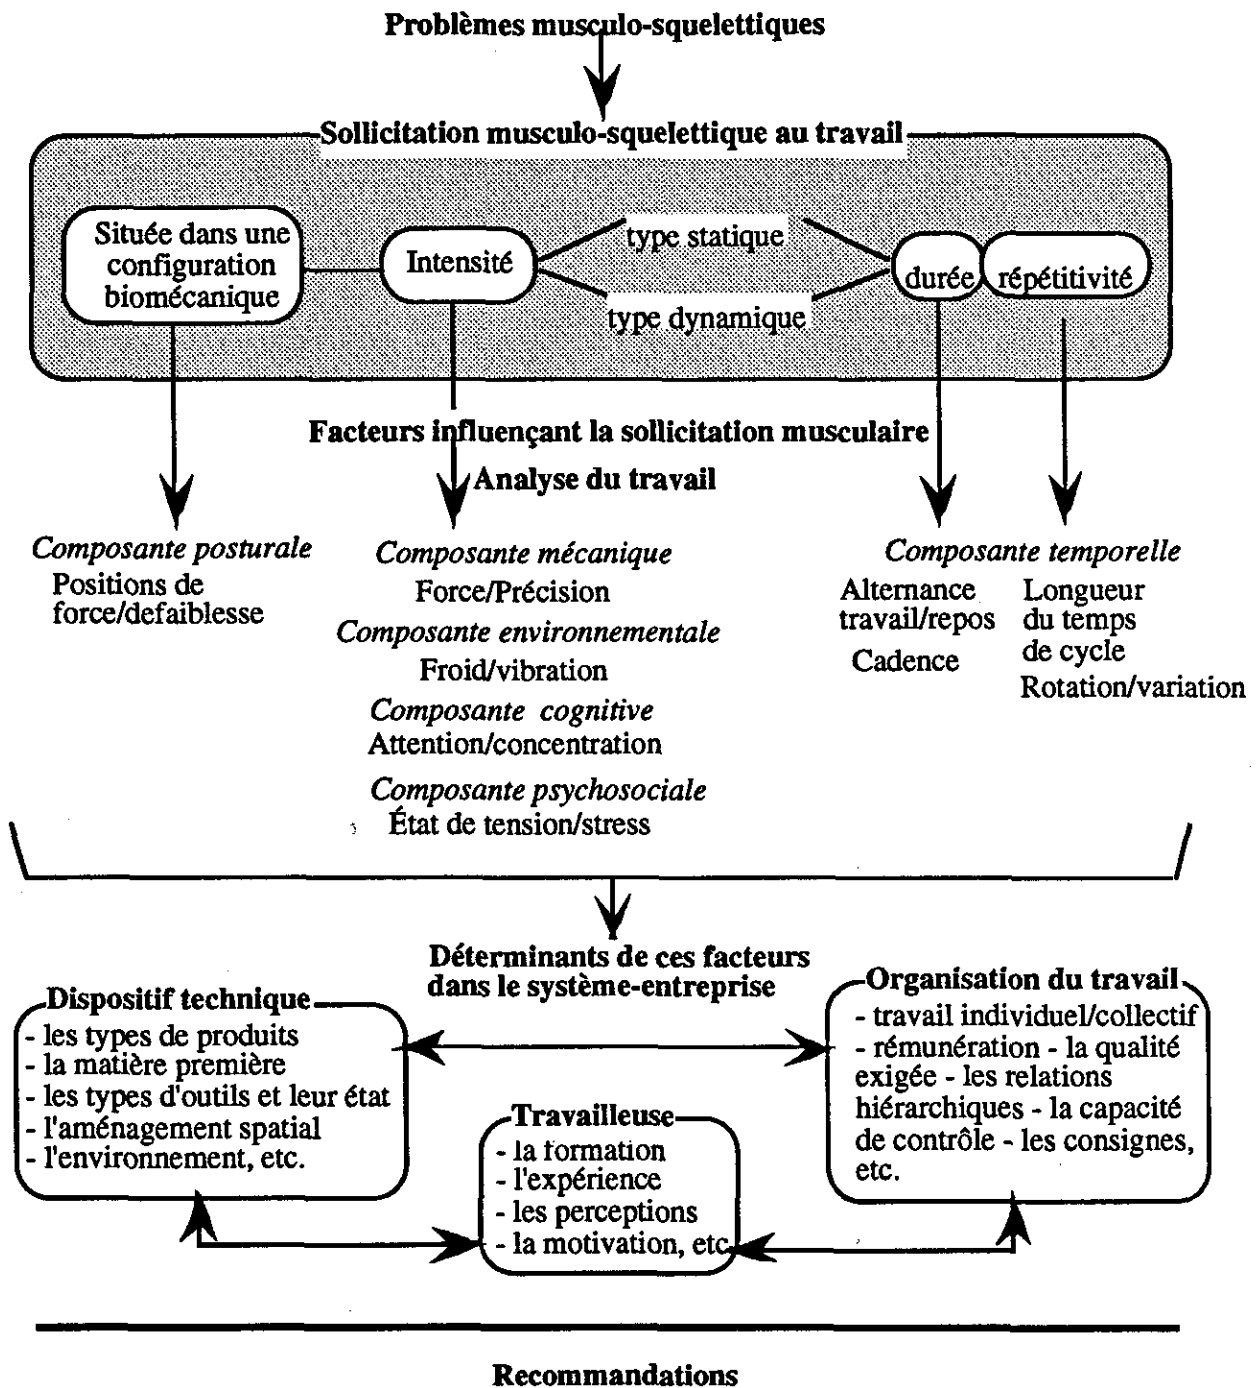 Problèmes musculo-squelettiques
Sollicitation musculo-squelettique au travail
Située dans une
configuration
biomécanique
Intensité
type statique
type dynamique
durée
répétitivité
Facteurs influençant la sollicitation musculaire
Analyse du travail
Composante posturale
Positions de
force/defaiblesse
Composante mécanique
Force/Précision
Composante environnementale
Froid/vibration
Composante cognitive
Attention/concentration
Composante psychosociale
État de tension/stress
Composante temporelle
Alternance
travail/repos
Cadence
Longueur
du temps
de cycle
Rotation/variation
Déterminants de ces facteurs
dans le système-entreprise
Dispositif technique
- les types de produits
- la matière première
- les types d'outils et leur état
- l'aménagement spatial
- l'environnement, etc.
Travailleuse
- la formation
- l'expérience
- les perceptions
- la motivation, etc
Organisation du travail
- travail individuel/collectif
- rémunération - la qualité
exigée - les relations
hiérarchiques - la capacité
de contrôle - les consignes,
etc.
Recommandations